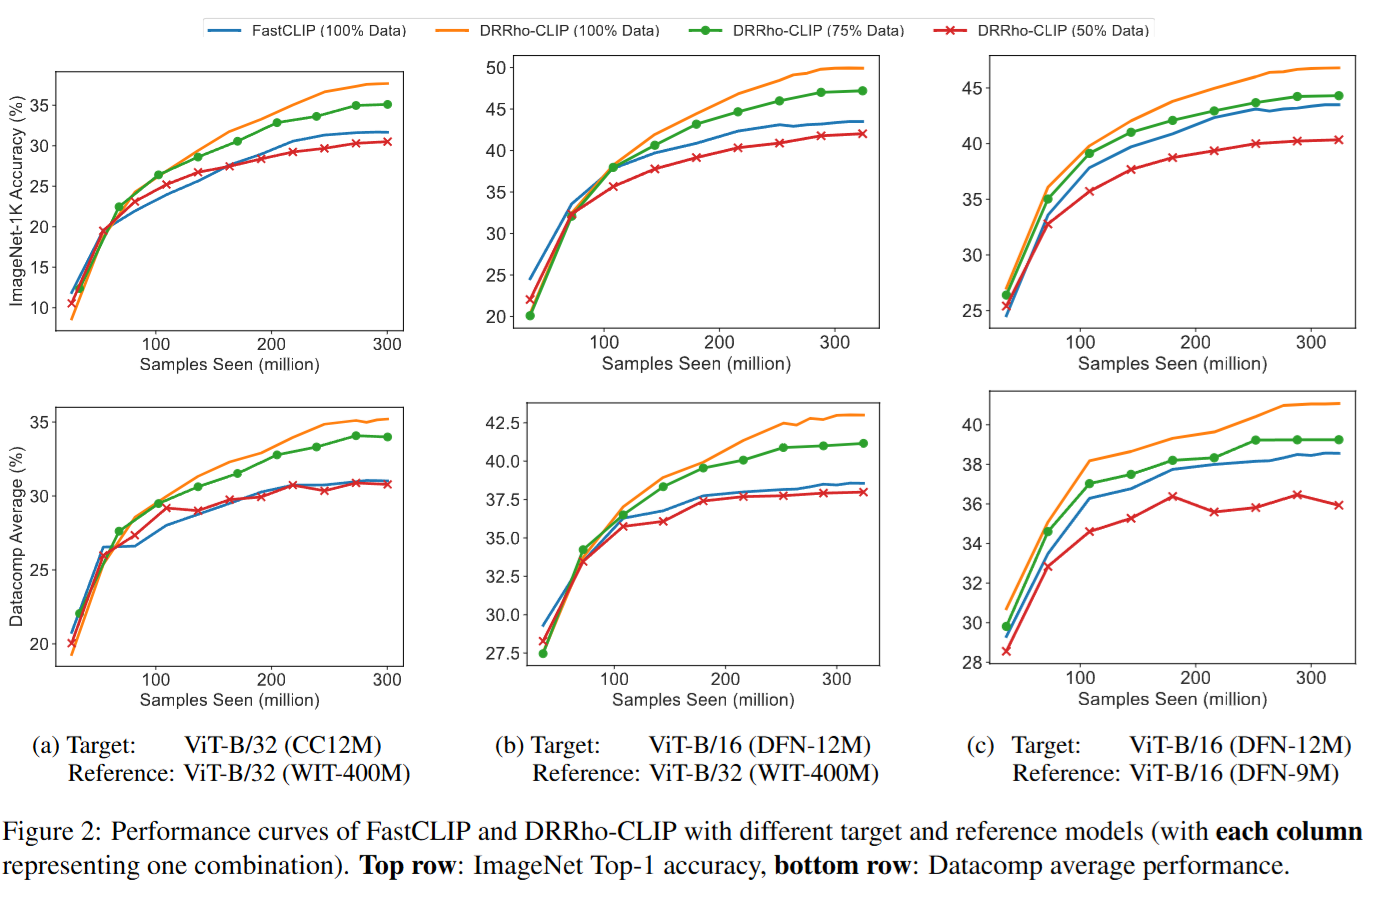 FastCLIP (100% Data) DRRho-CLIP (100% Data) DRRho-CLIP (75% Data) DRRho-CLIP (50% Data)
ImageNet-1K Accuracy (%)
35
30
25
20
15
10
100 200 300
Samples Seen (million)
50
45
40
35
30
25
20
100 200 300
Samples Seen (million)
45
40
35
30
25
100 200 300
Samples Seen (million)
Datacomp Average (%)
35
30
25
20
100 200 300
Samples Seen (million)
42.5
40.0
37.5
35.0
32.5
30.0
27.5
100 200 300
Samples Seen (million)
40
38
36
34
32
30
28
100 200 300
Samples Seen (million)
(a) Target: ViT-B/32 (CC12M)
Reference: ViT-B/32 (WIT-400M)
(b) Target: ViT-B/16 (DFN-12M)
Reference: ViT-B/32 (WIT-400M)
(c) Target: ViT-B/16 (DFN-12M)
Reference: ViT-B/16 (DFN-9M)
Figure 2: Performance curves of FastCLIP and DRRho-CLIP with different target and reference models (with each column
representing one combination). Top row: ImageNet Top-1 accuracy, bottom row: Datacomp average performance.